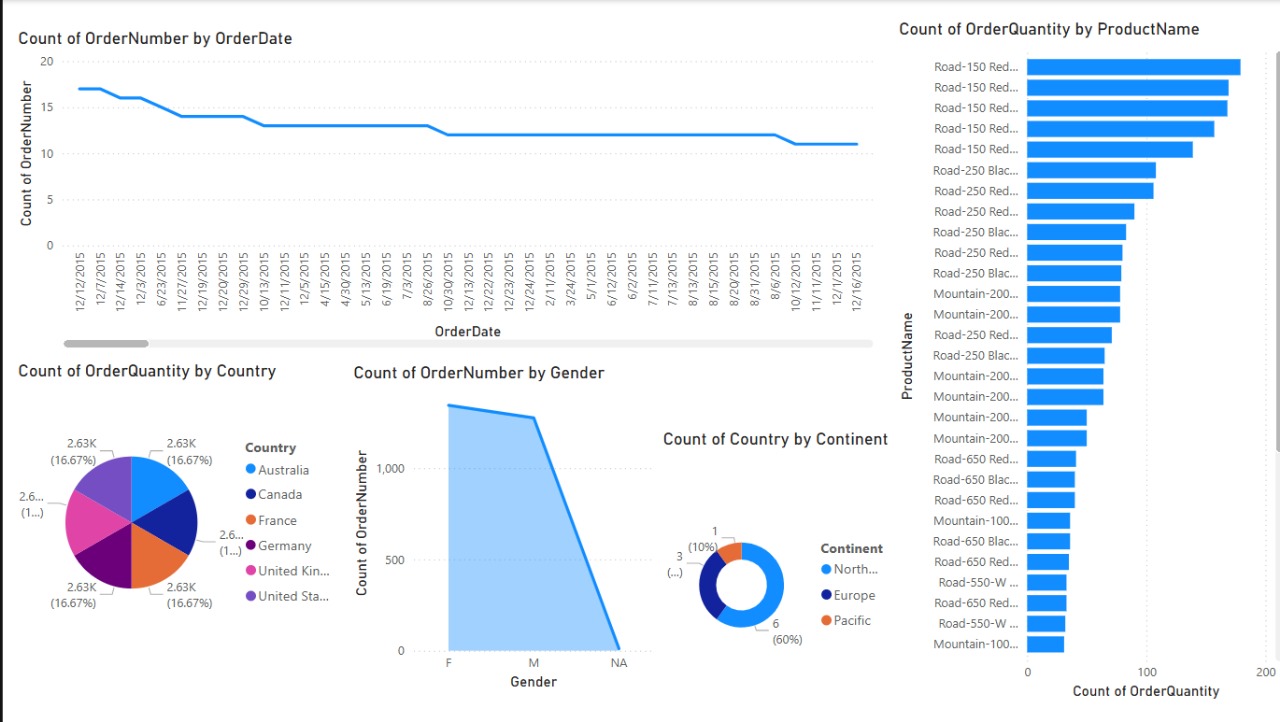 Count of OrderNumber by OrderDate
Count of OrderNumber
20
15
10
5
0
12/12/2015
12/7/2015
12/14/2015
12/3/2015
6/23/2015
11/27/2015
12/19/2015
12/20/2015
12/29/2015
10/13/2015
12/11/2015
12/5/2015
4/15/2015
4/30/2015
5/13/2015
6/19/2015
7/3/2015
8/26/2015
10/30/2015
12/13/2015
12/22/2015
12/23/2015
12/24/2015
2/11/2015
3/24/2015
5/1/2015
6/12/2015
6/2/2015
7/11/2015
7/13/2015
8/13/2015
8/15/2015
8/20/2015
8/31/2015
8/6/2015
10/12/2015
11/11/2015
12/1/2015
12/16/2015
OrderDate
Count of OrderQuantity by Country
2.63K
(16.67%)
2.63K
(16.67%)
2.6...
(1...)
2.6...
(1...)
2.63K
(16.67%)
2.63K
(16.67%)
Country
Australia
Canada
France
Germany
United Kin...
United Sta...
Count of OrderNumber by Gender
Count of OrderNumber
1,000
500
0
F
M
NA
Gender
Count of Country by Continent
1
(10%)
3
(...)
6
(60%)
Continent
North...
Europe
Pacific
Count of OrderQuantity by ProductName
ProductName
Road-150 Red...
Road-150 Red...
Road-150 Red...
Road-150 Red...
Road-150 Red...
Road-250 Blac...
Road-250 Red...
Road-250 Red...
Road-250 Blac...
Road-250 Red...
Road-250 Blac...
Mountain-200...
Mountain-200...
Road-250 Red...
Road-250 Blac...
Mountain-200...
Mountain-200...
Mountain-200...
Mountain-200...
Road-650 Red...
Road-650 Blac...
Road-650 Red...
Mountain-100...
Road-650 Blac...
Road-650 Red...
Road-550-W ...
Road-650 Red...
Road-550-W ...
Mountain-100...
0
100
200
Count of OrderQuantity